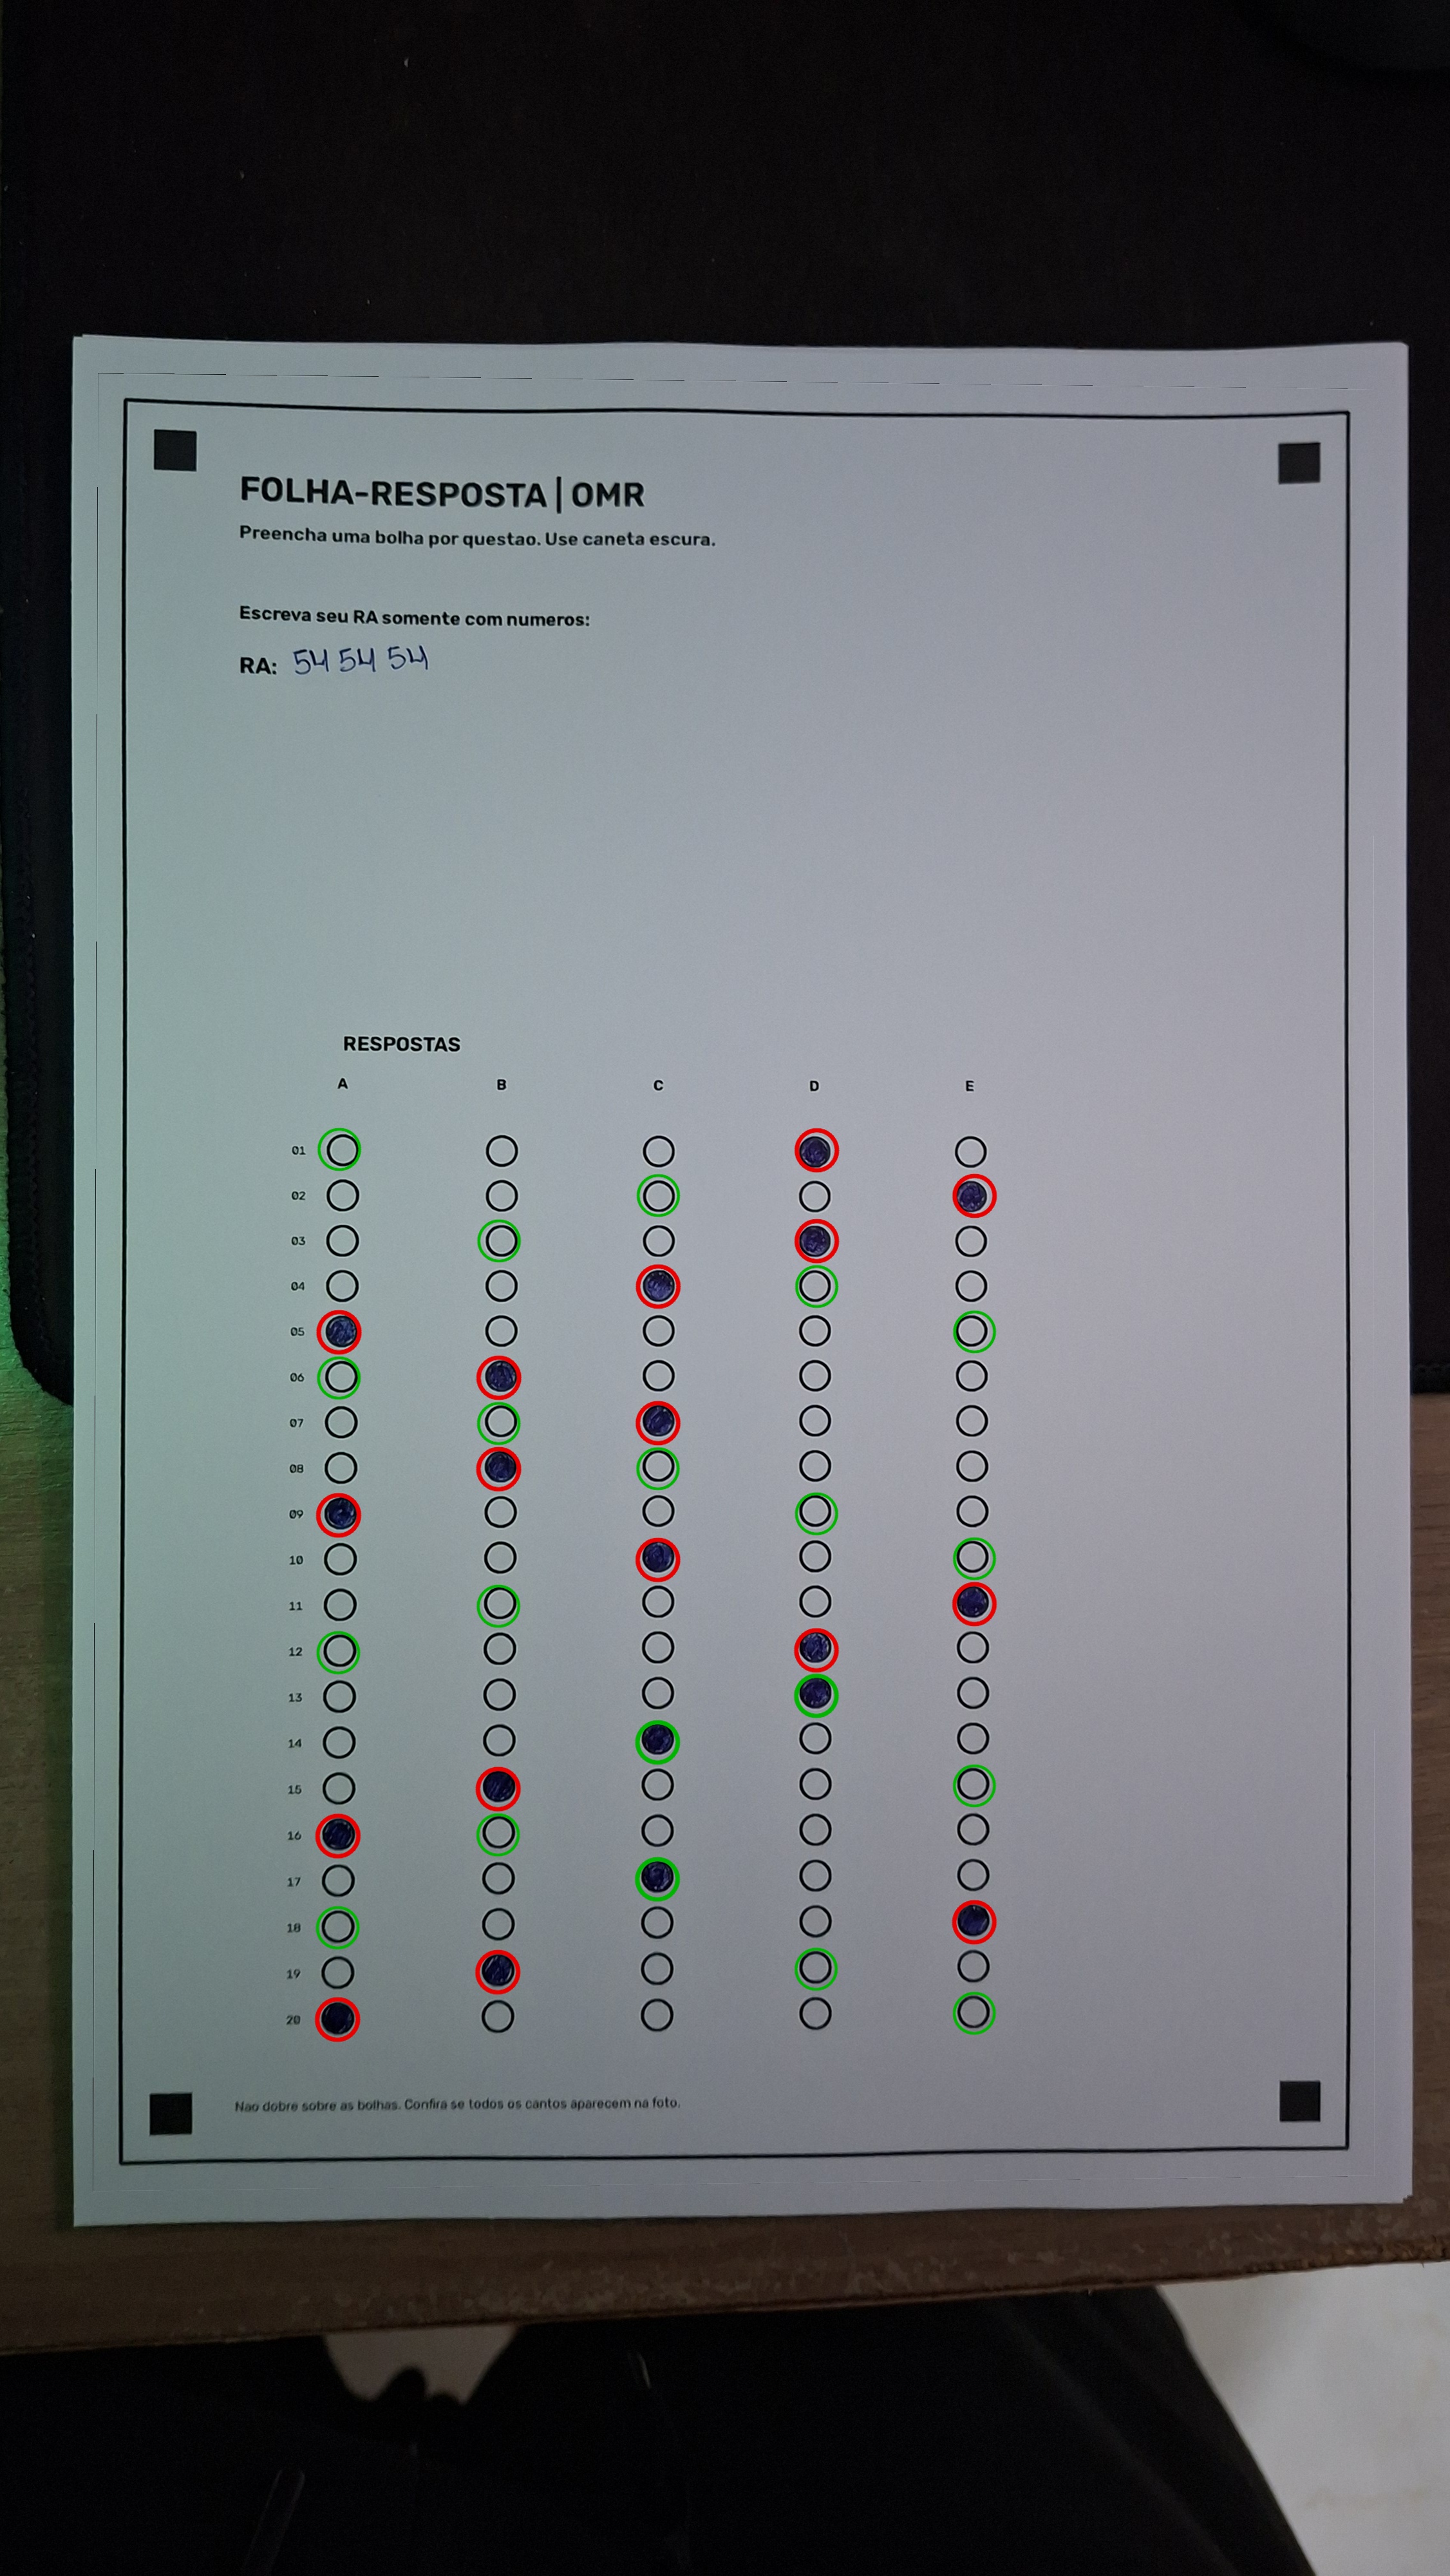 FOLHA-RESPOSTA | OMR
Preencha uma bolha por questao. Use caneta escura.
Escreva seu RA somente com numeros:
RA: 54 54 54
RESPOSTAS
A B C D E
01
02
03
04
05
06
07
08
09
10
11
12
13
14
15
16
17
18
19
20
Nao dobre sobre as bolhas. Confira se todos os cantos aparecem na foto.